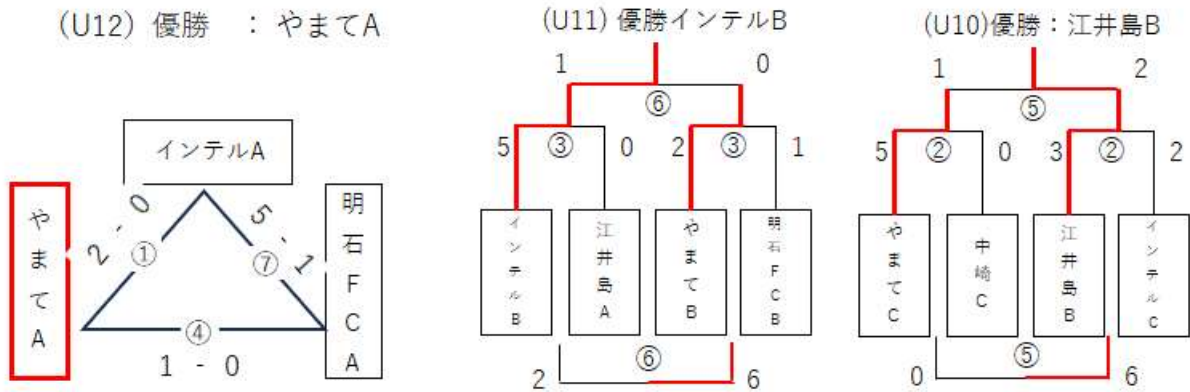 (U12) 優勝 : やまてA
インテルA
やまてA
明石FCA
2 - 0
①
5 - 1
⑦
④
1 - 0
(U11) 優勝インテルB
1 0
⑥
5 ③ 0 2 ③ 1
インテルB
江井島A
やまてB
明石FCB
⑥
2 6
(U10)優勝：江井島B
1 2
⑤
5 ② 0 3 ② 2
やまてC
中崎C
江井島B
インテルC
⑤
0 6